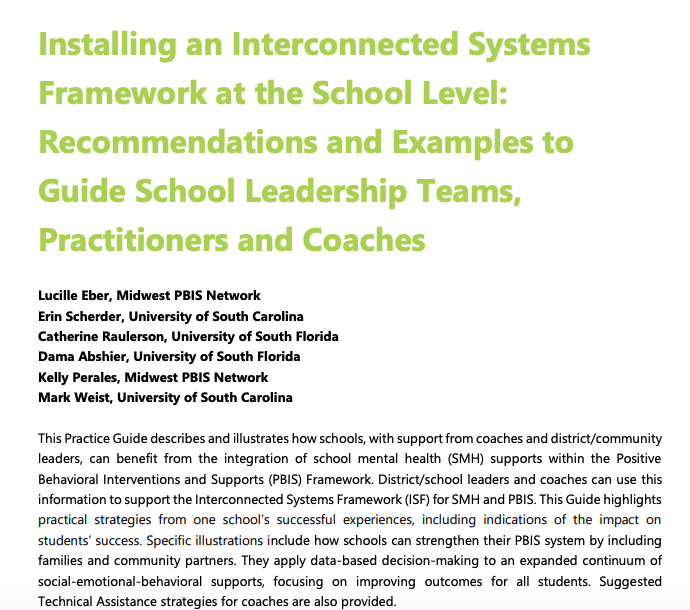 Installing an Interconnected Systems
Framework at the School Level:
Recommendations and Examples to
Guide School Leadership Teams,
Practitioners and Coaches
Lucille Eber, Midwest PBIS Network
Erin Scherder, University of South Carolina
Catherine Raulerson, University of South Florida
Dama Abshier, University of South Florida
Kelly Perales, Midwest PBIS Network
Mark Weist, University of South Carolina
This Practice Guide describes and illustrates how schools, with support from coaches and district/community
leaders, can benefit from the integration of school mental health (SMH) supports within the Positive
Behavioral Interventions and Supports (PBIS) Framework. District/school leaders and coaches can use this
information to support the Interconnected Systems Framework (ISF) for SMH and PBIS. This Guide highlights
practical strategies from one school's successful experiences, including indications of the impact on
students' success. Specific illustrations include how schools can strengthen their PBIS system by including
families and community partners. They apply data-based decision-making to an expanded continuum of
social-emotional-behavioral supports, focusing on improving outcomes for all students. Suggested
Technical Assistance strategies for coaches are also provided.